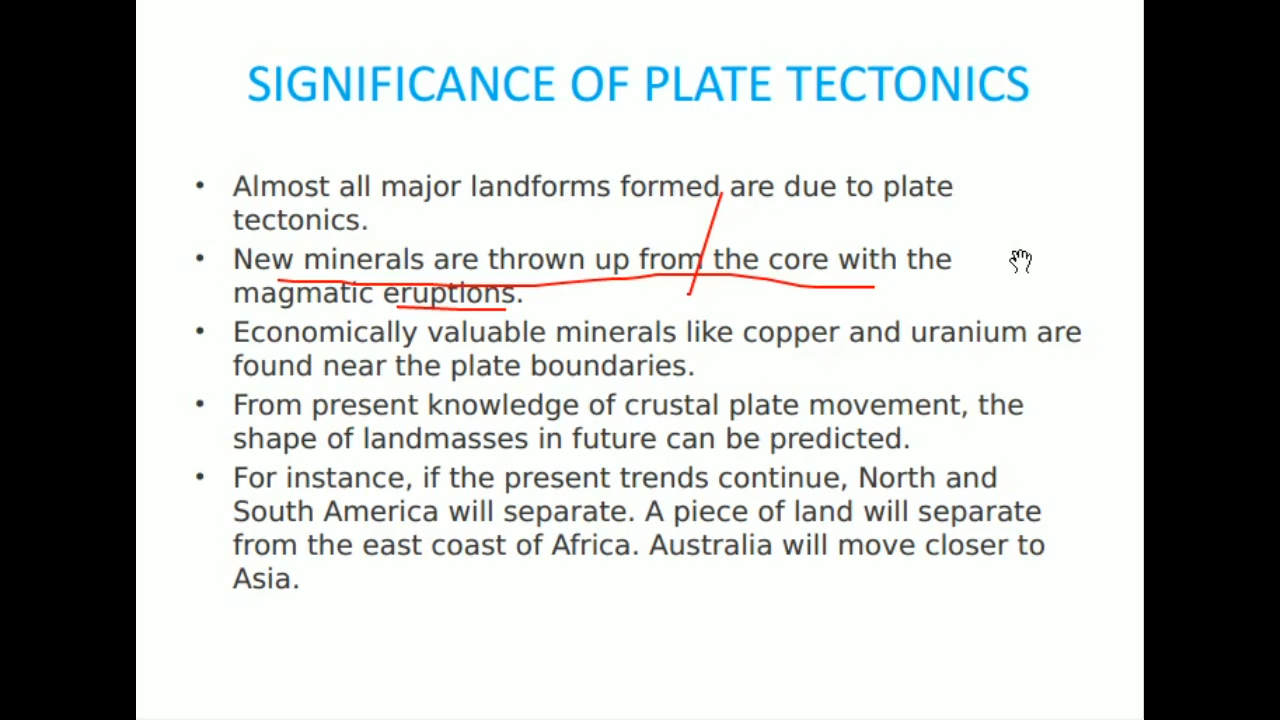 SIGNIFICANCE OF PLATE TECTONICS
• Almost all major landforms formed are due to plate
tectonics.
• New minerals are thrown up from the core with the
magmatic eruptions.
• Economically valuable minerals like copper and uranium are
found near the plate boundaries.
• From present knowledge of crustal plate movement, the
shape of landmasses in future can be predicted.
• For instance, if the present trends continue, North and
South America will separate. A piece of land will separate
from the east coast of Africa. Australia will move closer to
Asia.